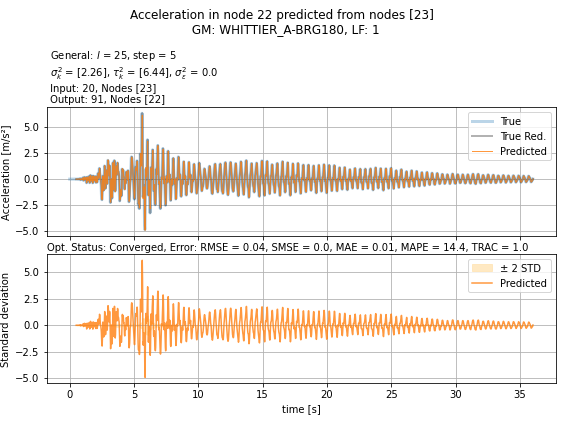 Acceleration in node 22 predicted from nodes [23]
GM: WHITTIER_A-BRG180, LF: 1
General: l = 25, step = 5
σ²ₖ = [2.26], τ²ₖ = [6.44], σ²ε = 0.0
Input: 20, Nodes [23]
Output: 91, Nodes [22]
Acceleration [m/s²]
5.0
2.5
0.0
−2.5
−5.0
True
True Red.
Predicted
Opt. Status: Converged, Error: RMSE = 0.04, SMSE = 0.0, MAE = 0.01, MAPE = 14.4, TRAC = 1.0
Standard deviation
5.0
2.5
0.0
−2.5
−5.0
± 2 STD
Predicted
0 5 10 15 20 25 30 35
time [s]